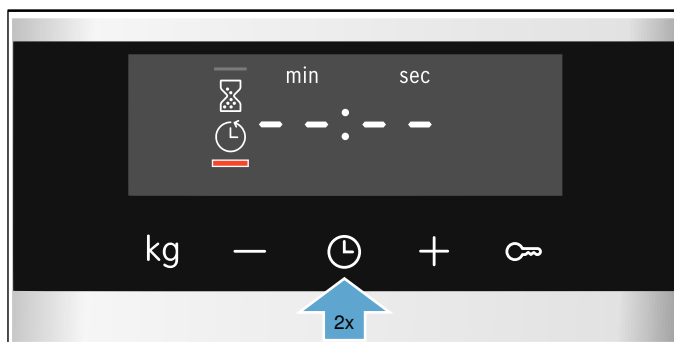 min sec
--:--
kg − +
2x